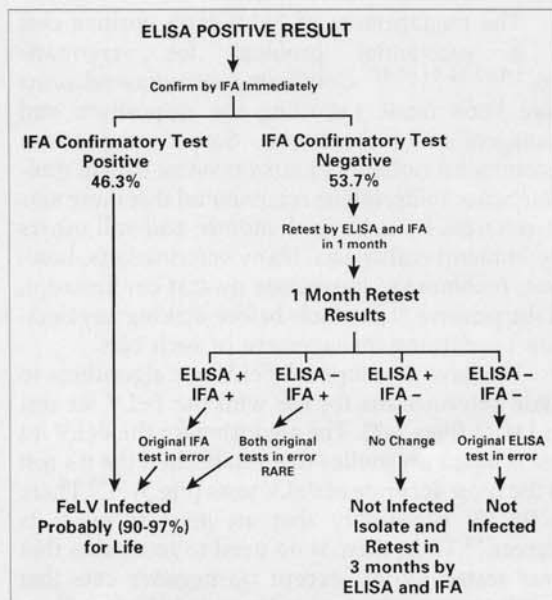 ELISA POSITIVE RESULT
Confirm by IFA Immediately
IFA Confirmatory Test
Positive
46.3%
IFA Confirmatory Test
Negative
53.7%
Retest by ELISA and IFA
in 1 month
1 Month Retest
Results
ELISA +
IFA +
ELISA −
IFA +
ELISA +
IFA −
ELISA −
IFA −
Original IFA
test in error
Both original
tests in error
RARE
No Change
Original ELISA
test in error
FeLV Infected
Probably (90-97%)
for Life
Not Infected
Isolate and
Retest in
3 months by
ELISA and IFA
Not
Infected